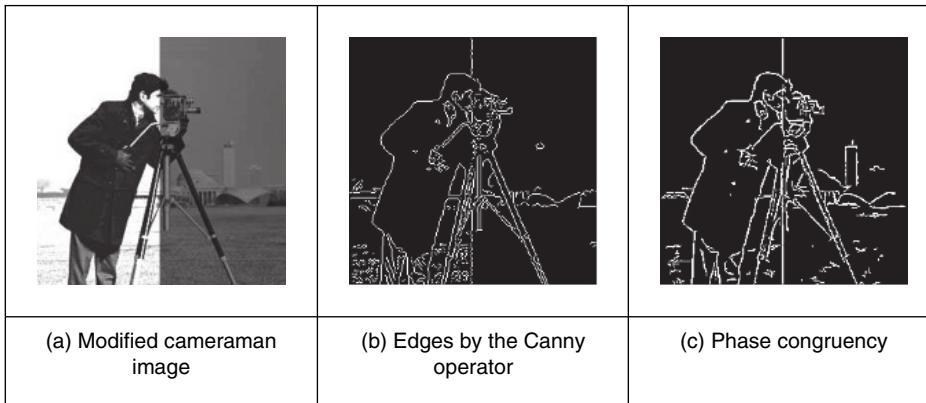 (a) Modified cameraman
image
(b) Edges by the Canny
operator
(c) Phase congruency